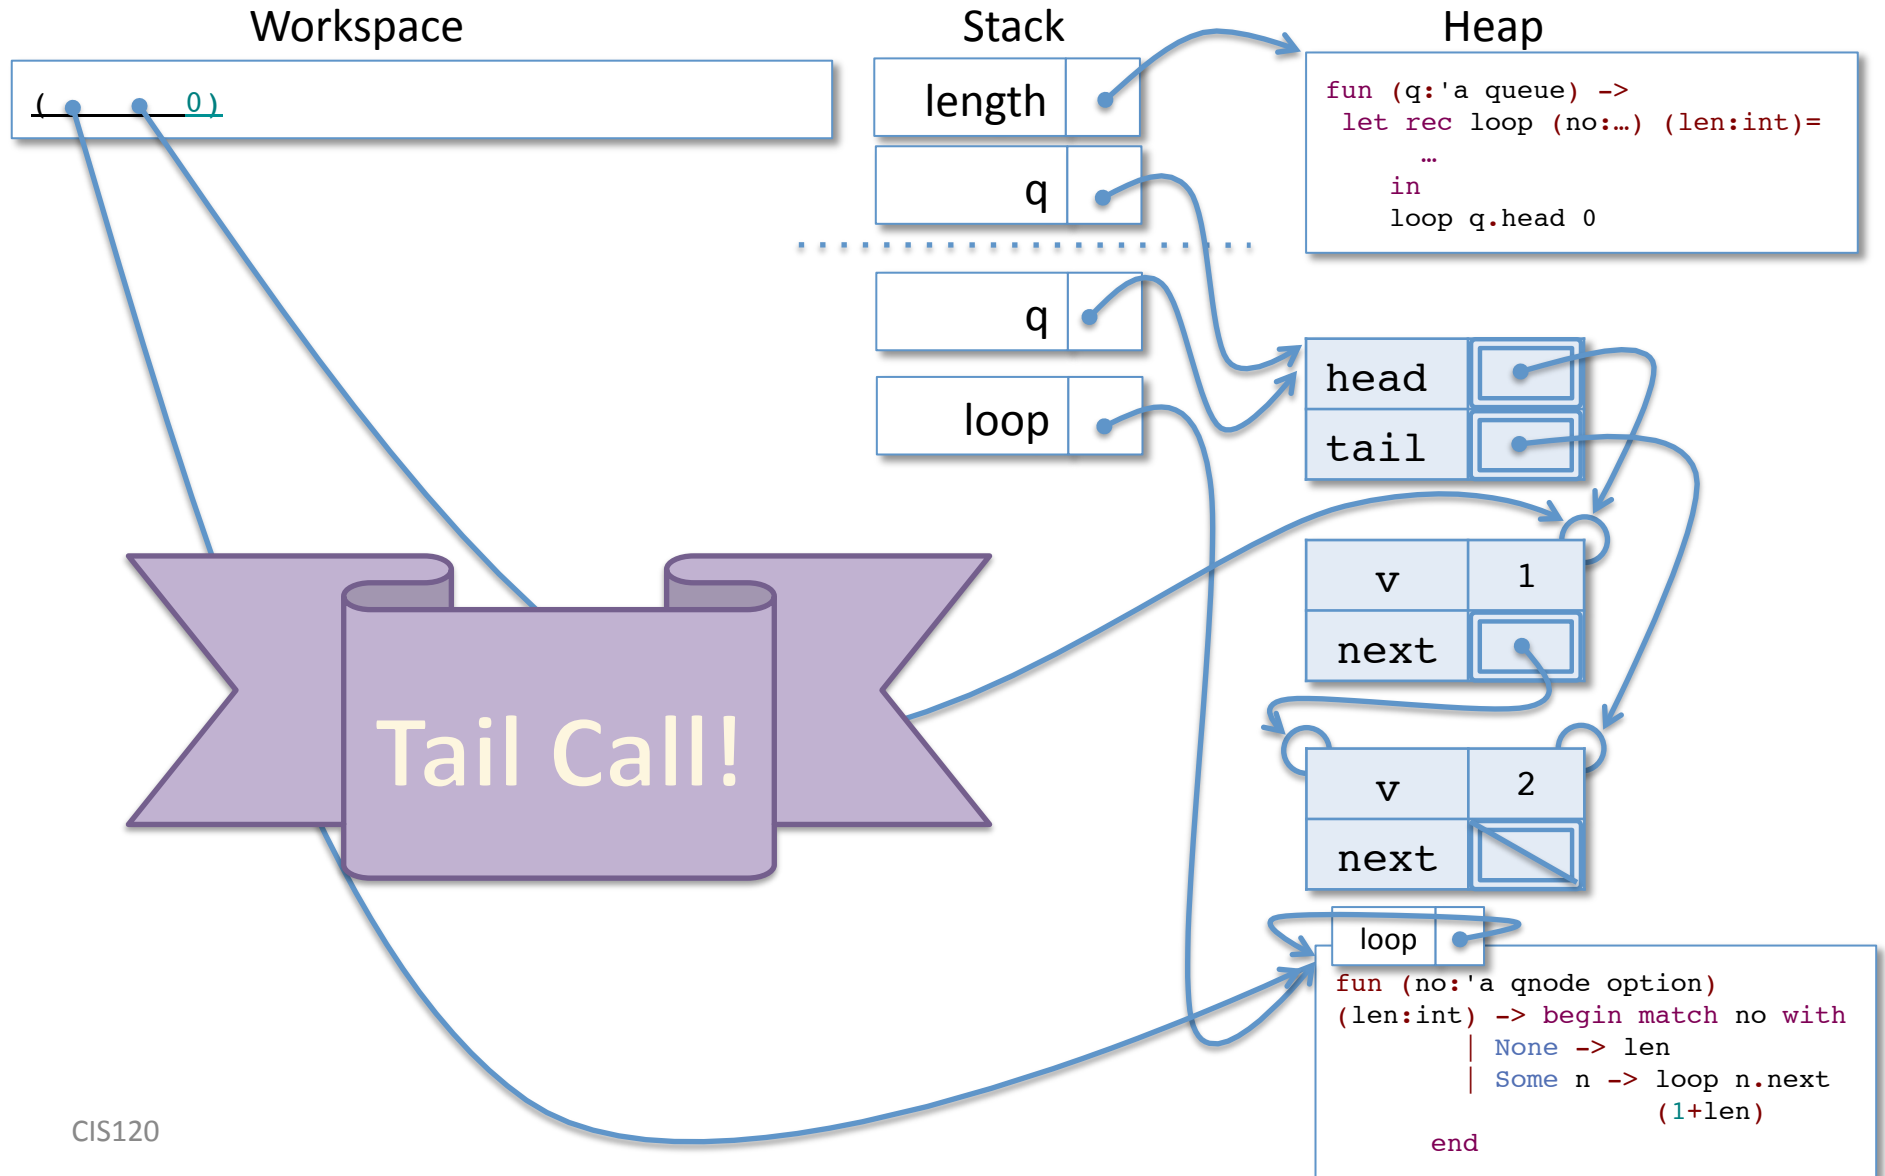 Workspace
Stack
Heap
( 0)
length
q
q
loop
fun (q:'a queue) ->
let rec loop (no:…) (len:int)=
…
in
loop q.head 0
head
tail
v 1
next
v 2
next
Tail Call!
loop
fun (no:'a qnode option)
(len:int) -> begin match no with
| None -> len
| Some n -> loop n.next
(1+len)
end
CIS120